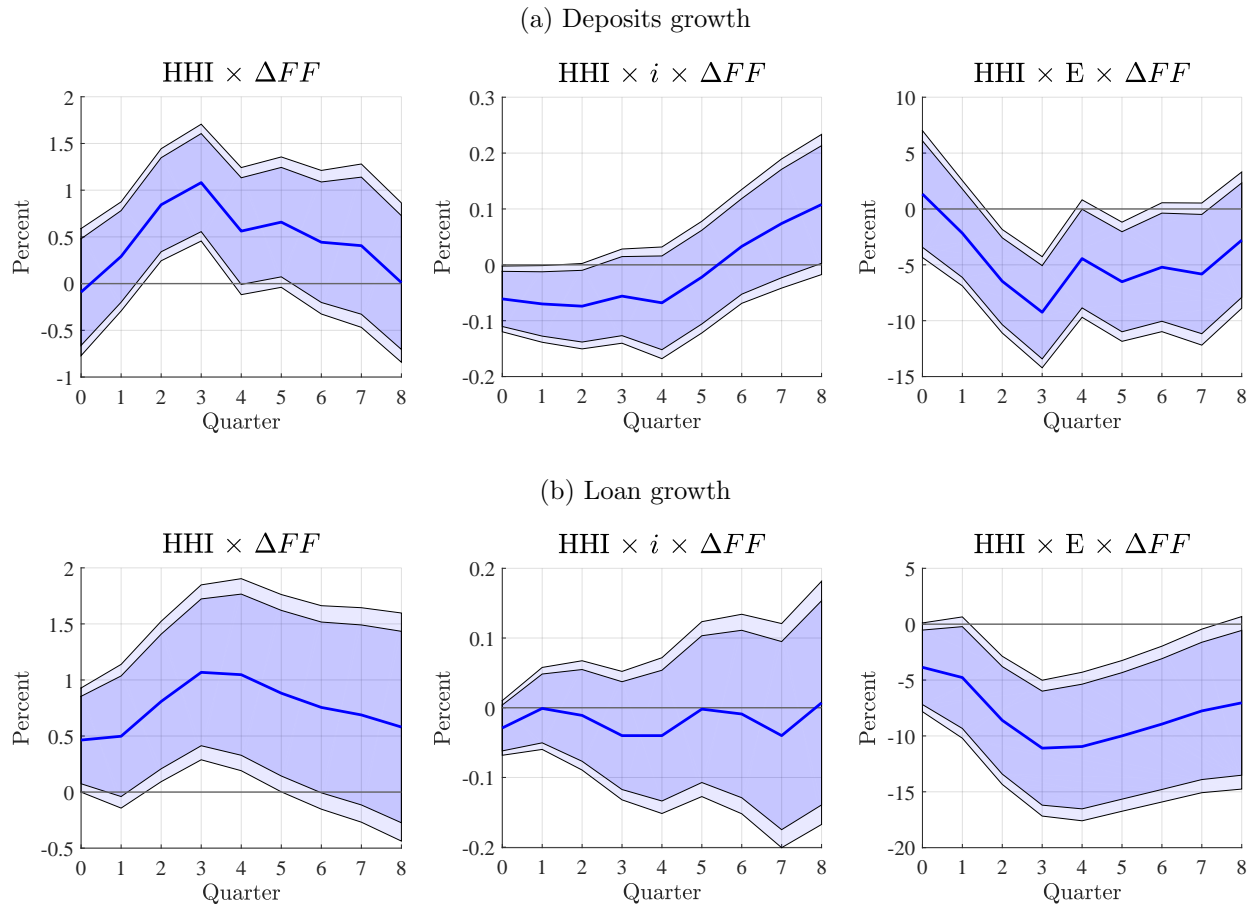 (a) Deposits growth
HHI × ΔFF
HHI × i × ΔFF
HHI × E × ΔFF
2
1.5
1
0.5
0
-0.5
-1
Percent
0 1 2 3 4 5 6 7 8
Quarter
0.3
0.2
0.1
0
-0.1
-0.2
Percent
0 1 2 3 4 5 6 7 8
Quarter
10
5
0
-5
-10
-15
Percent
0 1 2 3 4 5 6 7 8
Quarter
(b) Loan growth
HHI × ΔFF
HHI × i × ΔFF
HHI × E × ΔFF
2
1.5
1
0.5
0
-0.5
Percent
0 1 2 3 4 5 6 7 8
Quarter
0.2
0.1
0
-0.1
-0.2
Percent
0 1 2 3 4 5 6 7 8
Quarter
5
0
-5
-10
-15
-20
Percent
0 1 2 3 4 5 6 7 8
Quarter